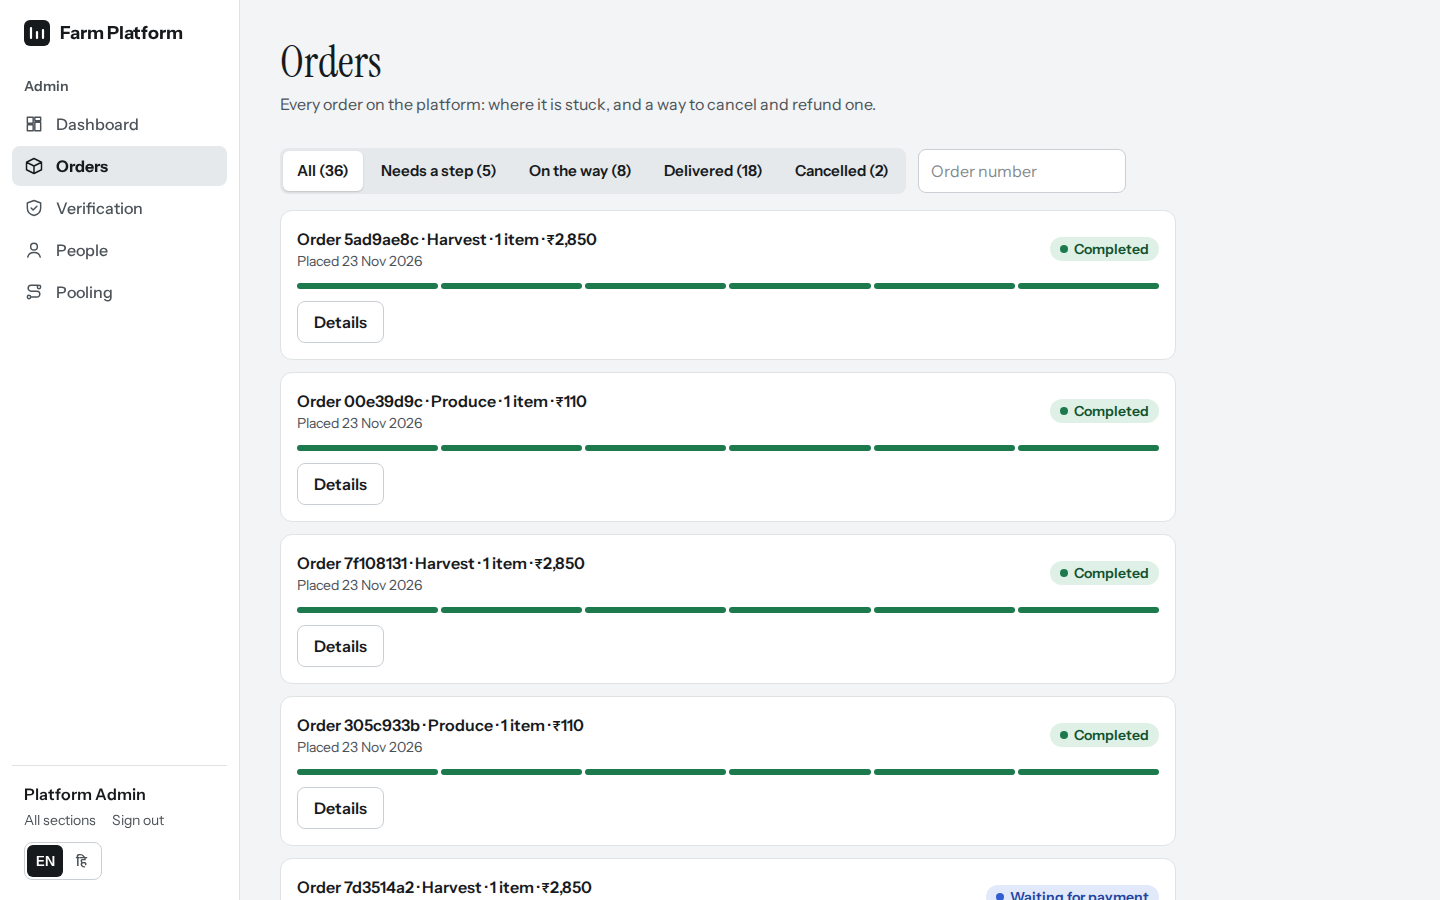 Farm Platform
Admin
Dashboard
Orders
Verification
People
Pooling
Platform Admin
All sections Sign out
EN हि
Orders
Every order on the platform: where it is stuck, and a way to cancel and refund one.
All (36) Needs a step (5) On the way (8) Delivered (18) Cancelled (2) Order number
Order 5ad9ae8c · Harvest · 1 item · ₹2,850
Placed 23 Nov 2026
Completed
Details
Order 00e39d9c · Produce · 1 item · ₹110
Placed 23 Nov 2026
Completed
Details
Order 7f108131 · Harvest · 1 item · ₹2,850
Placed 23 Nov 2026
Completed
Details
Order 305c933b · Produce · 1 item · ₹110
Placed 23 Nov 2026
Completed
Details
Order 7d3514a2 · Harvest · 1 item · ₹2,850
Waiting for payment